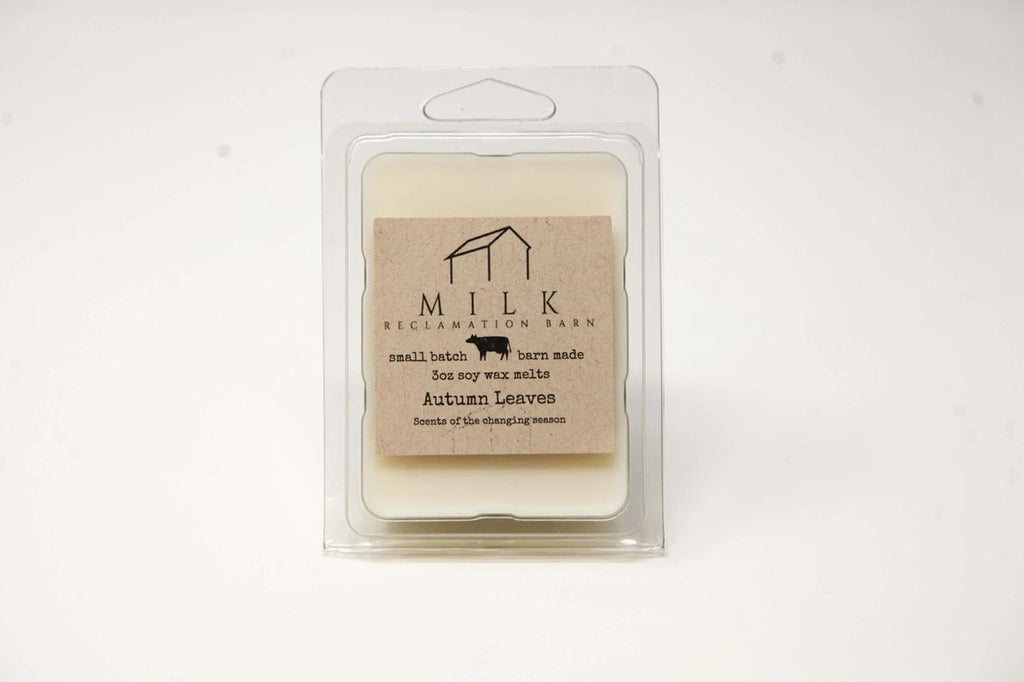 MILK
RECLAMATION BARN
small batch barn made
3oz soy wax melts
Autumn Leaves
Scents of the changing season